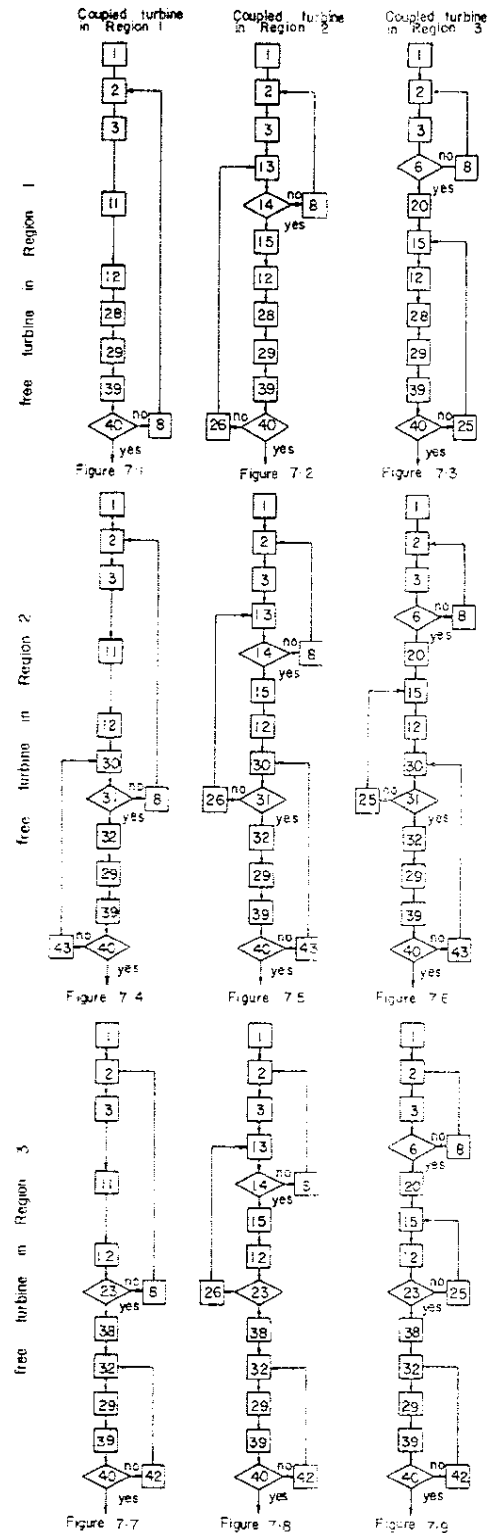 Coupled turbine
in Region 1
Coupled turbine
in Region 2
Coupled turbine
in Region 3
free turbine in Region 1
1
2
3
11
12
28
29
39
40
no
8
yes
Figure 7·1
1
2
3
13
14
no
8
yes
15
12
28
29
39
26
no
40
yes
Figure 7·2
1
2
3
6
no
8
yes
20
15
12
28
29
39
40
no
25
yes
Figure 7·3
free turbine in Region 2
1
2
3
11
12
30
31
no
8
yes
32
29
39
43
no
40
yes
Figure 7·4
1
2
3
13
14
no
8
yes
15
12
30
26
no
31
yes
32
29
39
40
no
43
yes
Figure 7·5
1
2
3
6
no
8
yes
20
15
12
30
25
no
31
yes
32
29
39
40
no
43
yes
Figure 7·6
free turbine in Region 3
1
2
3
11
12
23
no
8
yes
38
32
29
39
40
no
42
yes
Figure 7·7
1
2
3
13
14
no
8
yes
15
12
26
no
23
38
32
29
39
40
no
42
yes
Figure 7·8
1
2
3
6
no
8
yes
20
15
12
23
no
25
yes
38
32
29
39
40
no
42
yes
Figure 7·9